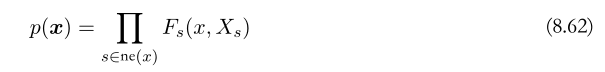 p(𝒙) = ∏_{s∈ne(x)} F_s(x, X_s) (8.62)